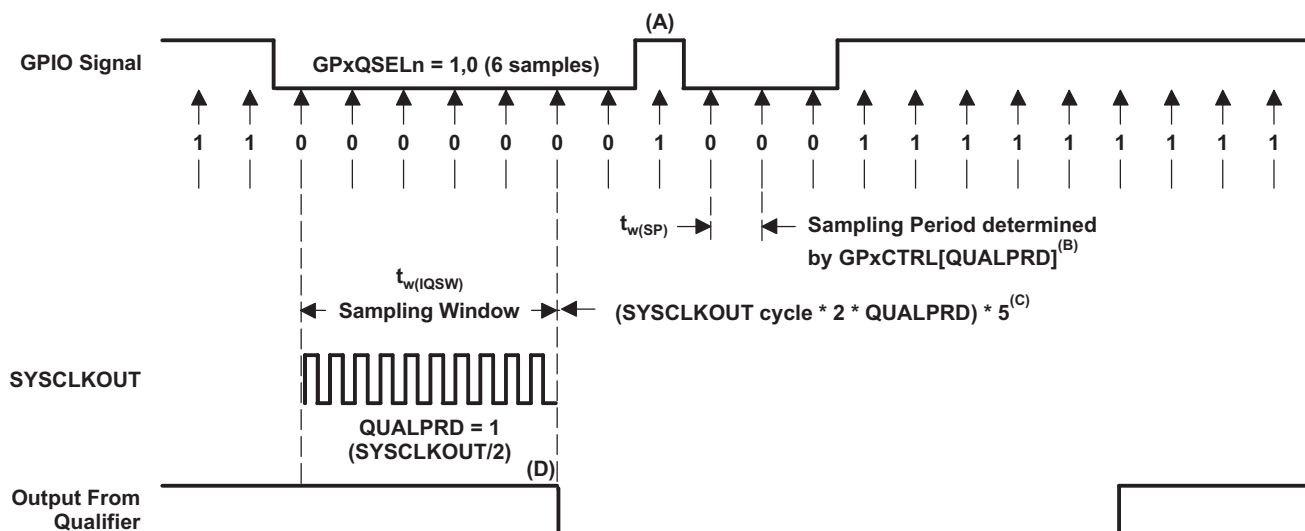 (A)
GPIO Signal
GPxQSELn = 1,0 (6 samples)
1 1 0 0 0 0 0 0 0 1 0 0 0 1 1 1 1 1 1 1 1 1
tw(SP)
Sampling Period determined
by GPxCTRL[QUALPRD](B)
tw(IQSW)
Sampling Window
(SYSCLKOUT cycle * 2 * QUALPRD) * 5(C)
SYSCLKOUT
QUALPRD = 1
(SYSCLKOUT/2)
(D)
Output From
Qualifier